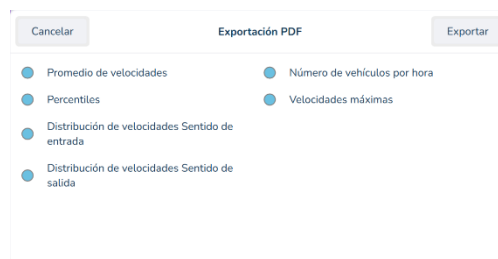 Cancelar
Exportación PDF
Exportar
Promedio de velocidades
Número de vehículos por hora
Percentiles
Velocidades máximas
Distribución de velocidades Sentido de
entrada
Distribución de velocidades Sentido de
salida